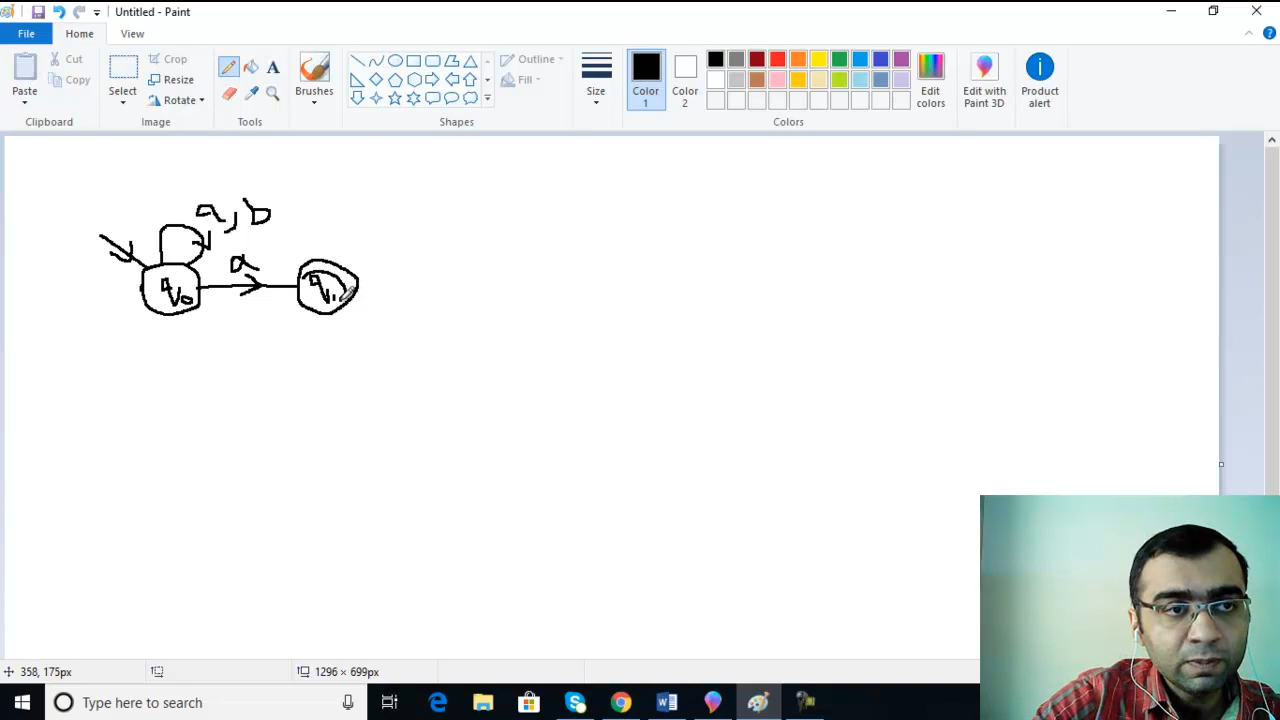 Untitled - Paint
File Home View
Paste
Cut
Copy
Clipboard
Select
Crop
Resize
Rotate
Image
A
Tools
Brushes
Shapes
Outline
Fill
Size
Color 1
Color 2
Colors
Edit colors
Edit with Paint 3D
Product alert
a, b
a
q0
q1
358, 175px
1296 × 699px
Type here to search